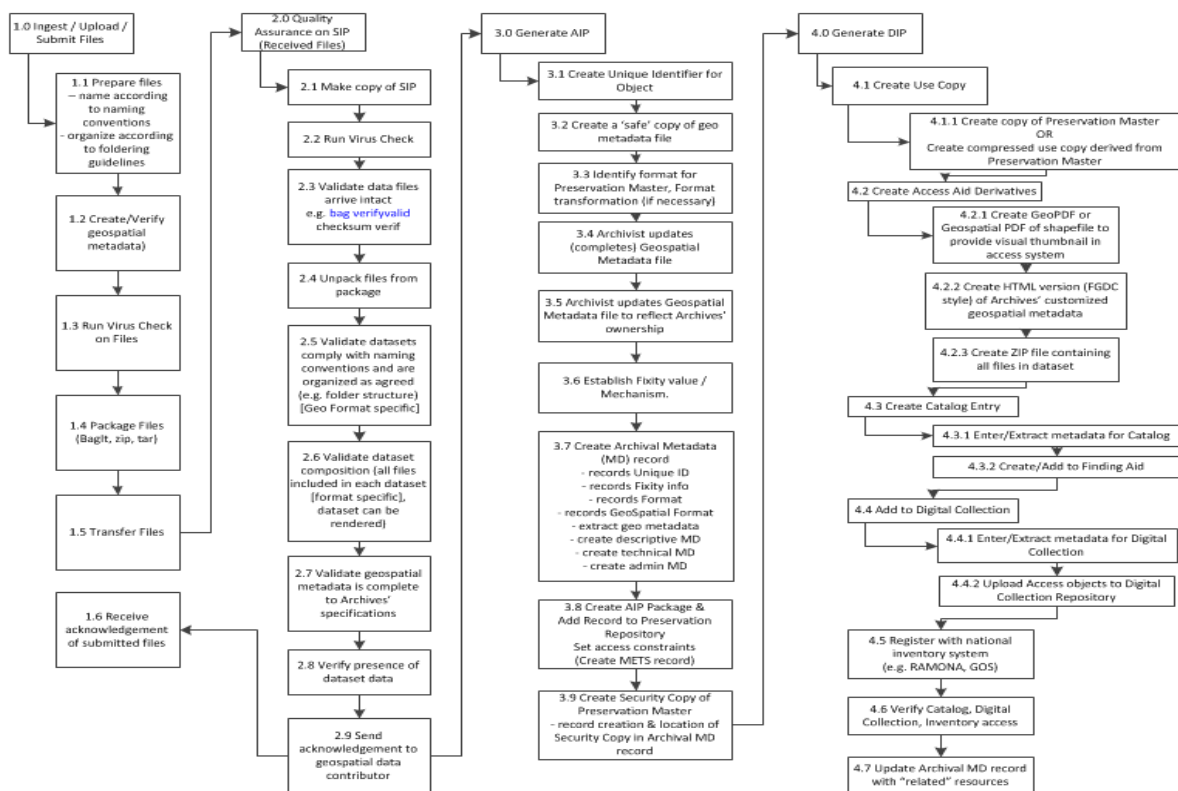 1.0 Ingest / Upload /
Submit Files
1.1 Prepare files
– name according
to naming
conventions
- organize according
to foldering
guidelines
1.2 Create/Verify
geospatial
metadata)
1.3 Run Virus Check
on Files
1.4 Package Files
(BagIt, zip, tar)
1.5 Transfer Files
1.6 Receive
acknowledgement
of submitted files
2.0 Quality
Assurance on SIP
(Received Files)
2.1 Make copy of SIP
2.2 Run Virus Check
2.3 Validate data files
arrive intact
e.g. bag verifyvalid
checksum verif
2.4 Unpack files from
package
2.5 Validate datasets
comply with naming
conventions and are
organized as agreed
(e.g. folder structure)
[Geo Format specific]
2.6 Validate dataset
composition (all files
included in each dataset
[format specific],
dataset can be
rendered)
2.7 Validate geospatial
metadata is complete
to Archives'
specifications
2.8 Verify presence of
dataset data
2.9 Send
acknowledgement to
geospatial data
contributor
3.0 Generate AIP
3.1 Create Unique Identifier for
Object
3.2 Create a 'safe' copy of geo
metadata file
3.3 Identify format for
Preservation Master, Format
transformation (if necessary)
3.4 Archivist updates
(completes) Geospatial
Metadata file
3.5 Archivist updates Geospatial
Metadata file to reflect Archives'
ownership
3.6 Establish Fixity value /
Mechanism.
3.7 Create Archival Metadata
(MD) record
- records Unique ID
- records Fixity info
- records Format
- records GeoSpatial Format
- extract geo metadata
- create descriptive MD
- create technical MD
- create admin MD
3.8 Create AIP Package &
Add Record to Preservation
Repository
Set access constraints
(Create METS record)
3.9 Create Security Copy of
Preservation Master
- record creation & location of
Security Copy in Archival MD
record
4.0 Generate DIP
4.1 Create Use Copy
4.1.1 Create copy of Preservation Master
OR
Create compressed use copy derived from
Preservation Master
4.2 Create Access Aid Derivatives
4.2.1 Create GeoPDF or
Geospatial PDF of shapefile to
provide visual thumbnail in
access system
4.2.2 Create HTML version (FGDC
style) of Archives' customized
geospatial metadata
4.2.3 Create ZIP file containing
all files in dataset
4.3 Create Catalog Entry
4.3.1 Enter/Extract metadata for Catalog
4.3.2 Create/Add to Finding Aid
4.4 Add to Digital Collection
4.4.1 Enter/Extract metadata for Digital
Collection
4.4.2 Upload Access objects to Digital
Collection Repository
4.5 Register with national
inventory system
(e.g. RAMONA, GOS)
4.6 Verify Catalog, Digital
Collection, Inventory access
4.7 Update Archival MD record
with "related" resources